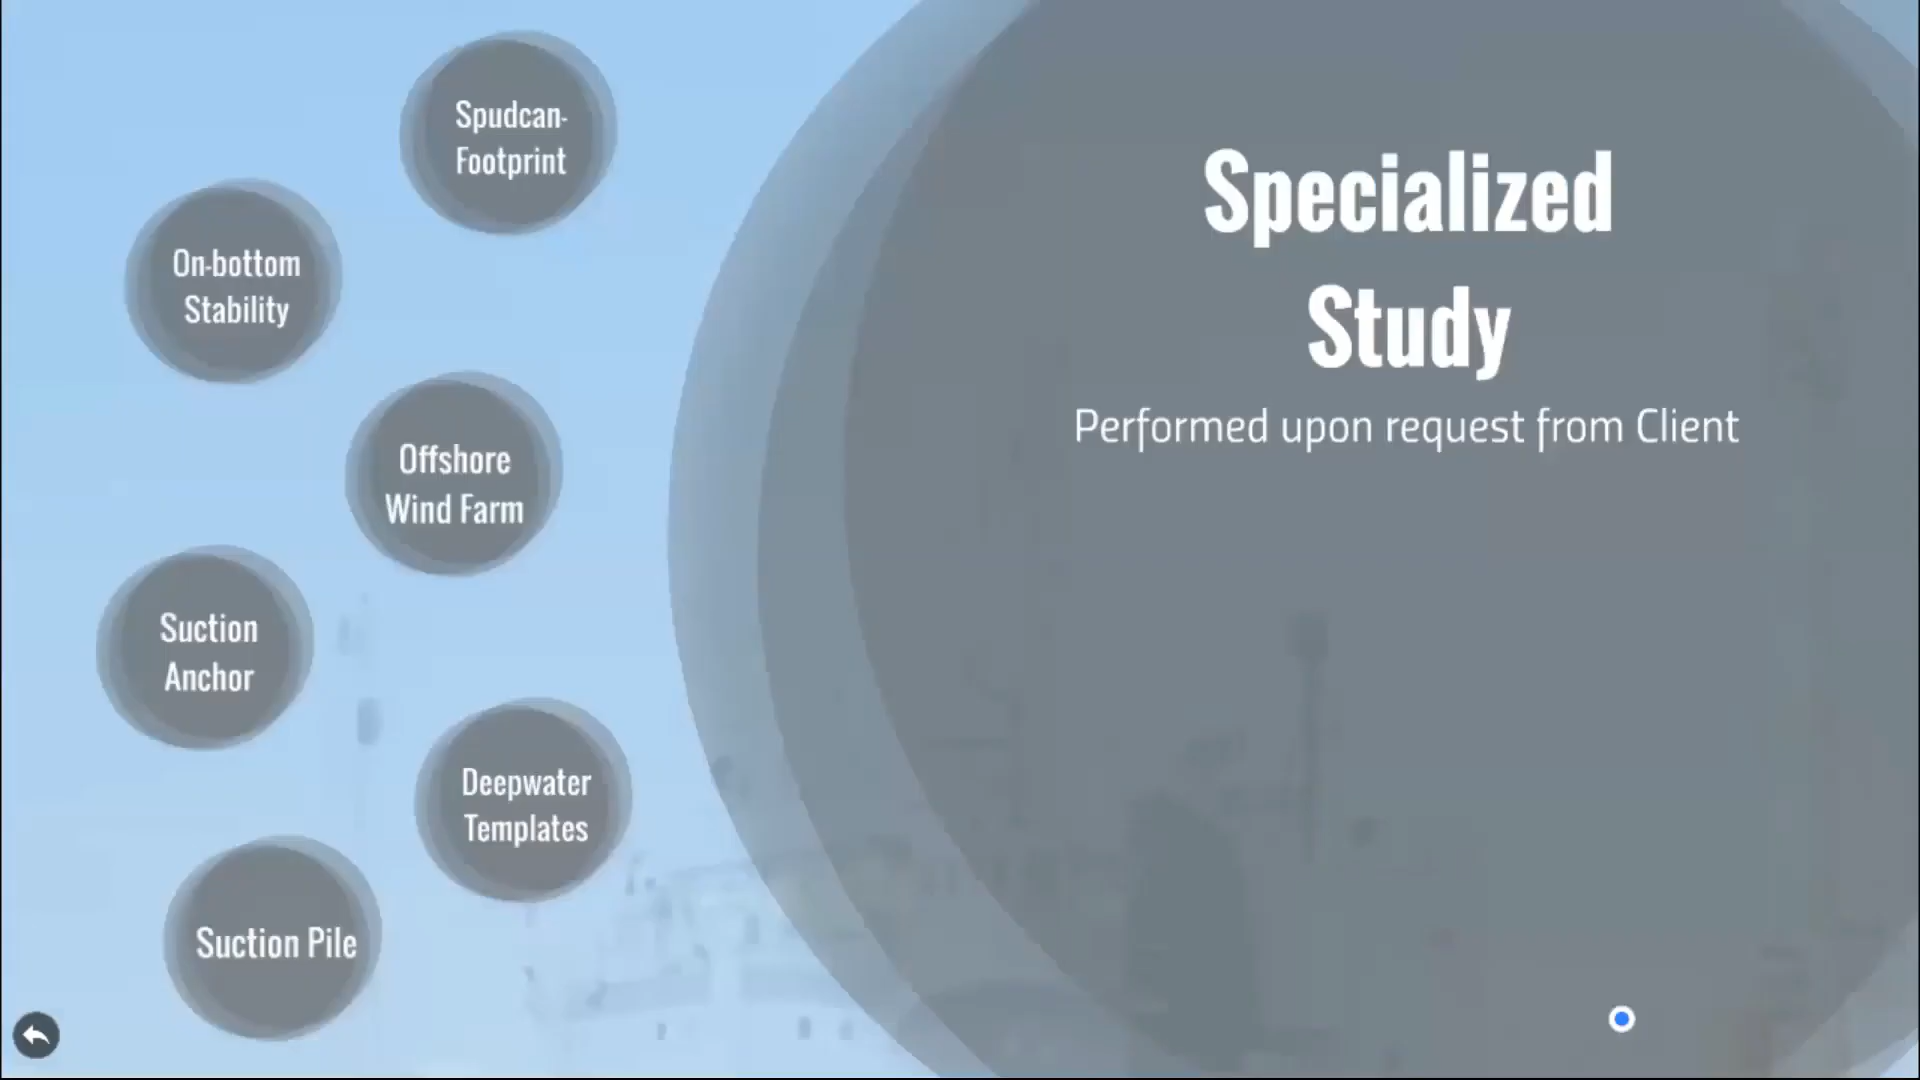 Spudcan-
Footprint
On-bottom
Stability
Offshore
Wind Farm
Suction
Anchor
Deepwater
Templates
Suction Pile
Specialized
Study
Performed upon request from Client